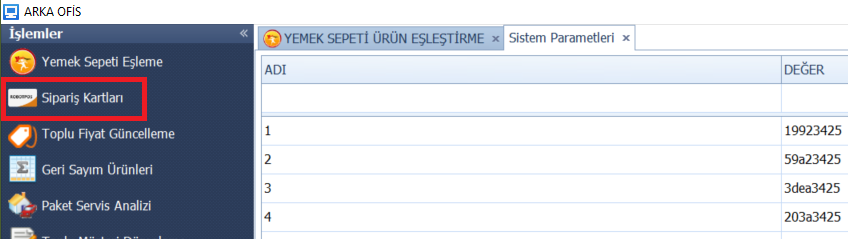 ARKA OFİS
İşlemler «
YEMEK SEPETİ ÜRÜN EŞLEŞTİRME × Sistem Parametleri ×
Yemek Sepeti Eşleme
ROBOTPOS Sipariş Kartları
Toplu Fiyat Güncelleme
Geri Sayım Ürünleri
Paket Servis Analizi
ADI DEĞER
1 19923425
2 59a23425
3 3dea3425
4 203a3425